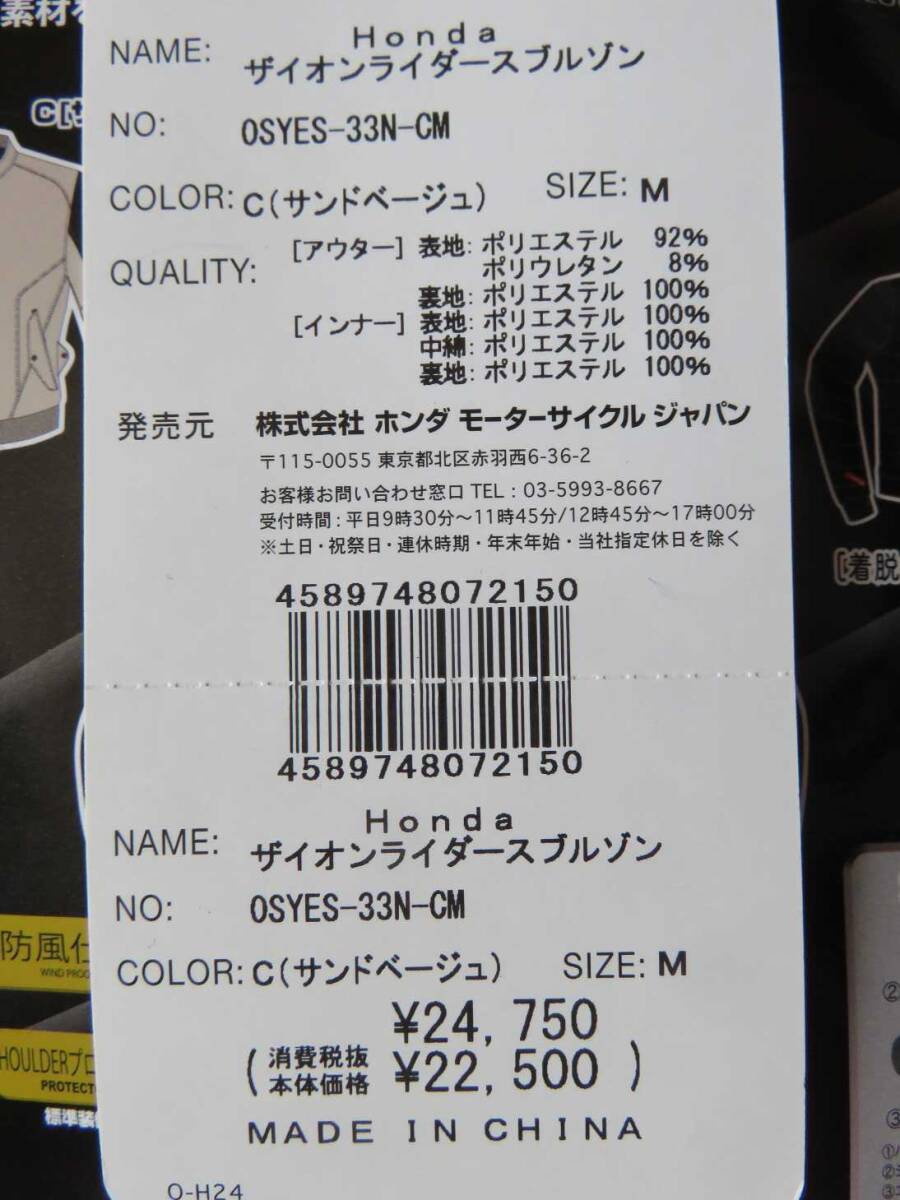 素材
C[
NAME: Honda
ザイオンライダースブルゾン
NO: OSYES-33N-CM
COLOR: C(サンドベージュ) SIZE: M
QUALITY: [アウター] 表地: ポリエステル 92%
ポリウレタン 8%
裏地: ポリエステル 100%
[インナー] 表地: ポリエステル 100%
中綿: ポリエステル 100%
裏地: ポリエステル 100%
発売元 株式会社 ホンダ モーターサイクル ジャパン
〒115-0055 東京都北区赤羽西6-36-2
お客様お問い合わせ窓口 TEL : 03-5993-8667
受付時間 : 平日9時30分～11時45分/12時45分～17時00分
※土日・祝祭日・連休時期・年末年始・当社指定休日を除く
[着脱
4589748072150
4589748072150
NAME: Honda
ザイオンライダースブルゾン
NO: OSYES-33N-CM
COLOR: C(サンドベージュ) SIZE: M
¥24,750
(消費税抜本体価格 ¥22,500)
MADE IN CHINA
O-H24
防風仕
WIND PROO
HOULDERプロ
PROTECT
標準装
②
③
①
②
③